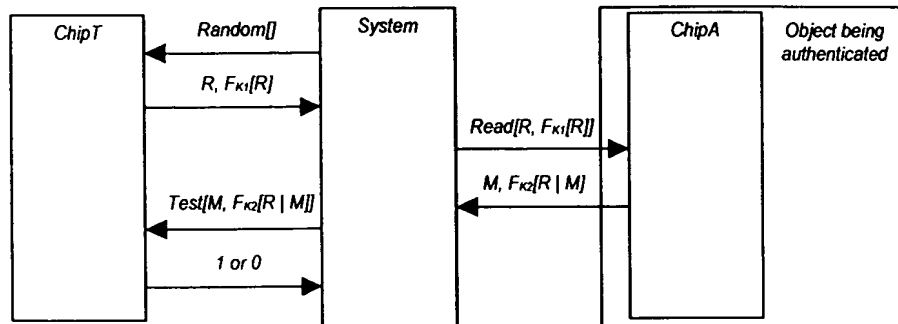 ChipT
System
ChipA
Object being
authenticated
Random[]
R, FK1[R]
Read[R, FK1[R]]
M, FK2[R | M]
Test[M, FK2[R | M]]
1 or 0